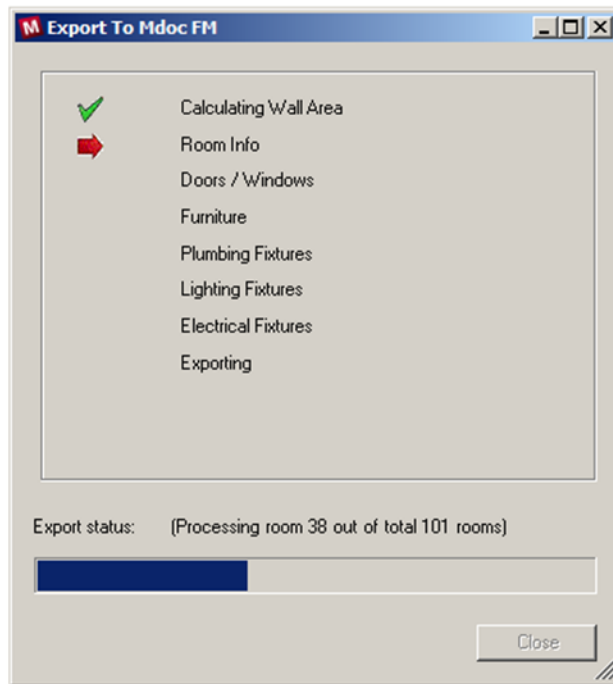 M Export To Mdoc FM
Calculating Wall Area
Room Info
Doors / Windows
Furniture
Plumbing Fixtures
Lighting Fixtures
Electrical Fixtures
Exporting
Export status: (Processing room 38 out of total 101 rooms)
Close